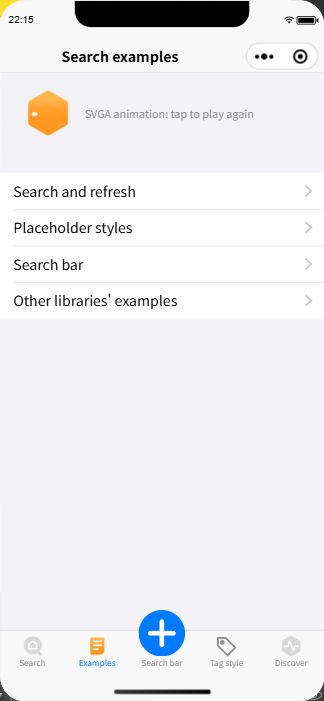 22:15
Search examples
SVGA animation: tap to play again
Search and refresh
Placeholder styles
Search bar
Other libraries' examples
Search
Examples
Search bar
Tag style
Discover